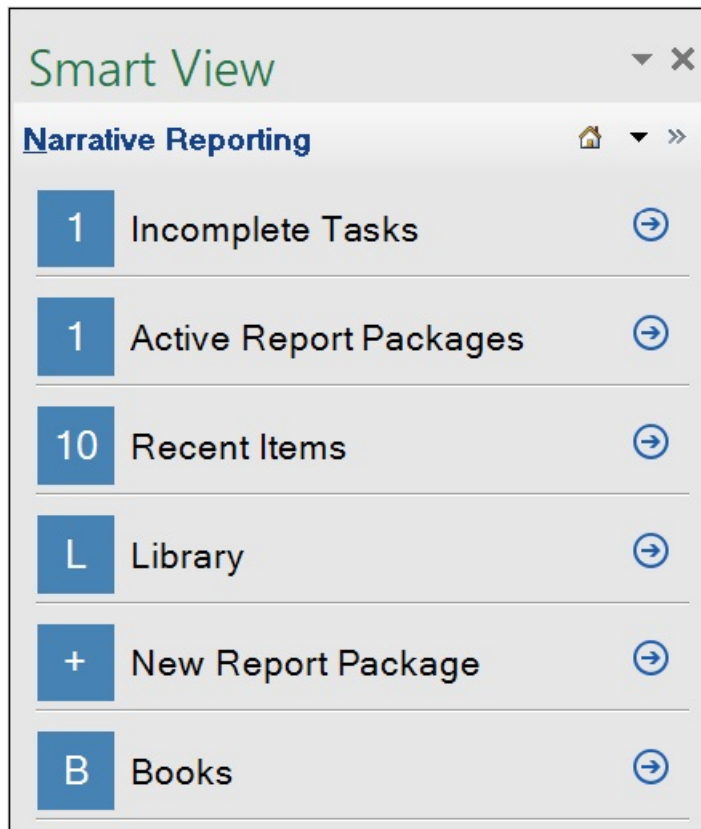 Smart View
Narrative Reporting
1 Incomplete Tasks
1 Active Report Packages
10 Recent Items
L Library
+ New Report Package
B Books